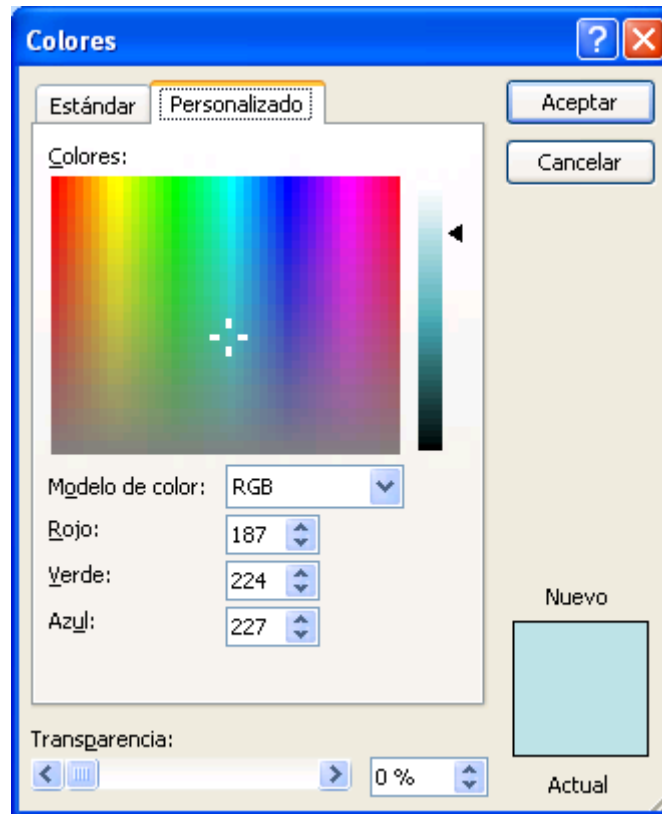 Colores
Estándar Personalizado
Aceptar
Cancelar
Colores:
Modelo de color: RGB
Rojo: 187
Verde: 224
Azul: 227
Nuevo
Actual
Transparencia:
0 %